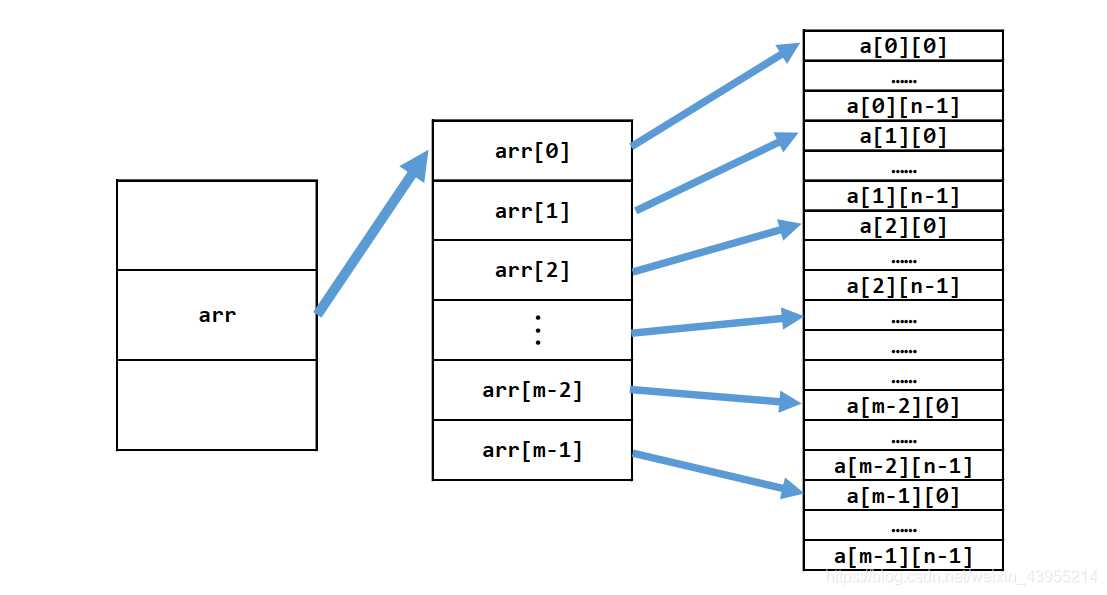 arr
arr[0]
arr[1]
arr[2]
⋮
arr[m-2]
arr[m-1]
a[0][0]
……
a[0][n-1]
a[1][0]
……
a[1][n-1]
a[2][0]
……
a[2][n-1]
……
……
……
a[m-2][0]
……
a[m-2][n-1]
a[m-1][0]
……
a[m-1][n-1]
https://blog.csdn.net/weixin_43955214